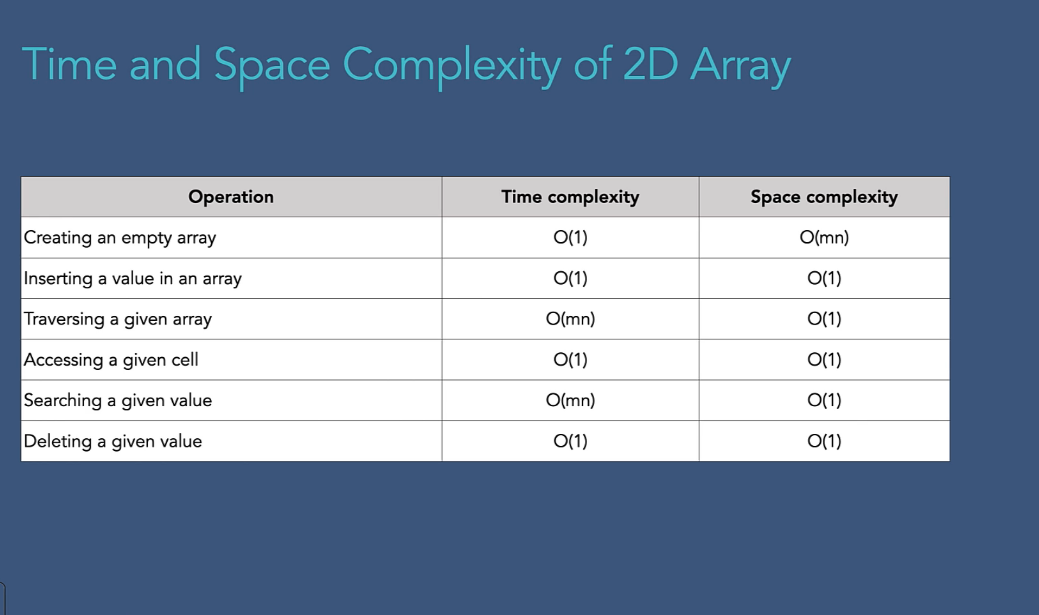 Time and Space Complexity of 2D Array
Operation Time complexity Space complexity
Creating an empty array O(1) O(mn)
Inserting a value in an array O(1) O(1)
Traversing a given array O(mn) O(1)
Accessing a given cell O(1) O(1)
Searching a given value O(mn) O(1)
Deleting a given value O(1) O(1)